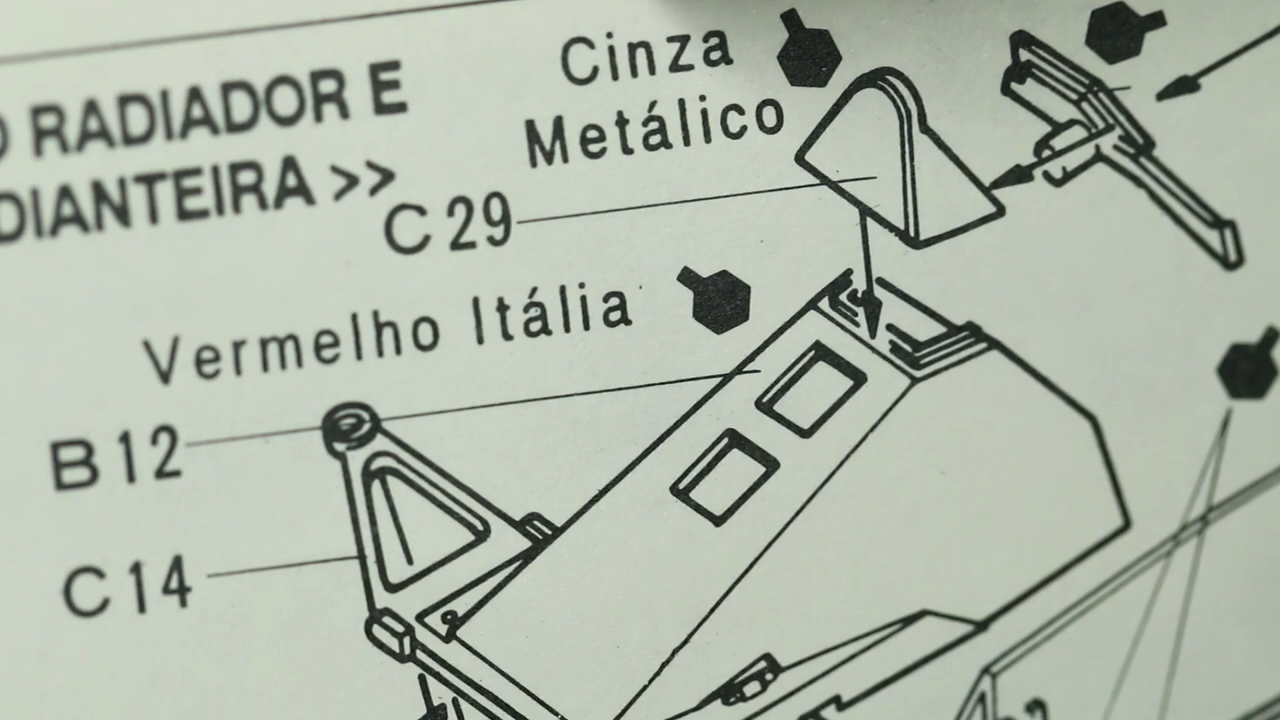 RADIADOR E
DIANTEIRA >>
Cinza
Metálico
C 29
Vermelho Itália
B 12
C 14